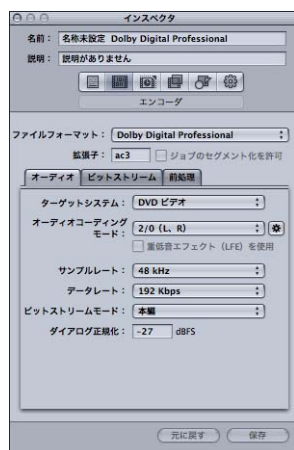 インスペクタ
名前： 名称未設定 Dolby Digital Professional
説明： 説明がありません
エンコーダ
ファイルフォーマット： Dolby Digital Professional
拡張子： ac3 ジョブのセグメント化を許可
オーディオ ビットストリーム 前処理
ターゲットシステム： DVD ビデオ
オーディオコーディング
モード： 2/0 (L、R)
重低音エフェクト (LFE) を使用
サンプルレート： 48 kHz
データレート： 192 Kbps
ビットストリームモード： 本編
ダイアログ正規化： -27 dBFS
元に戻す 保存